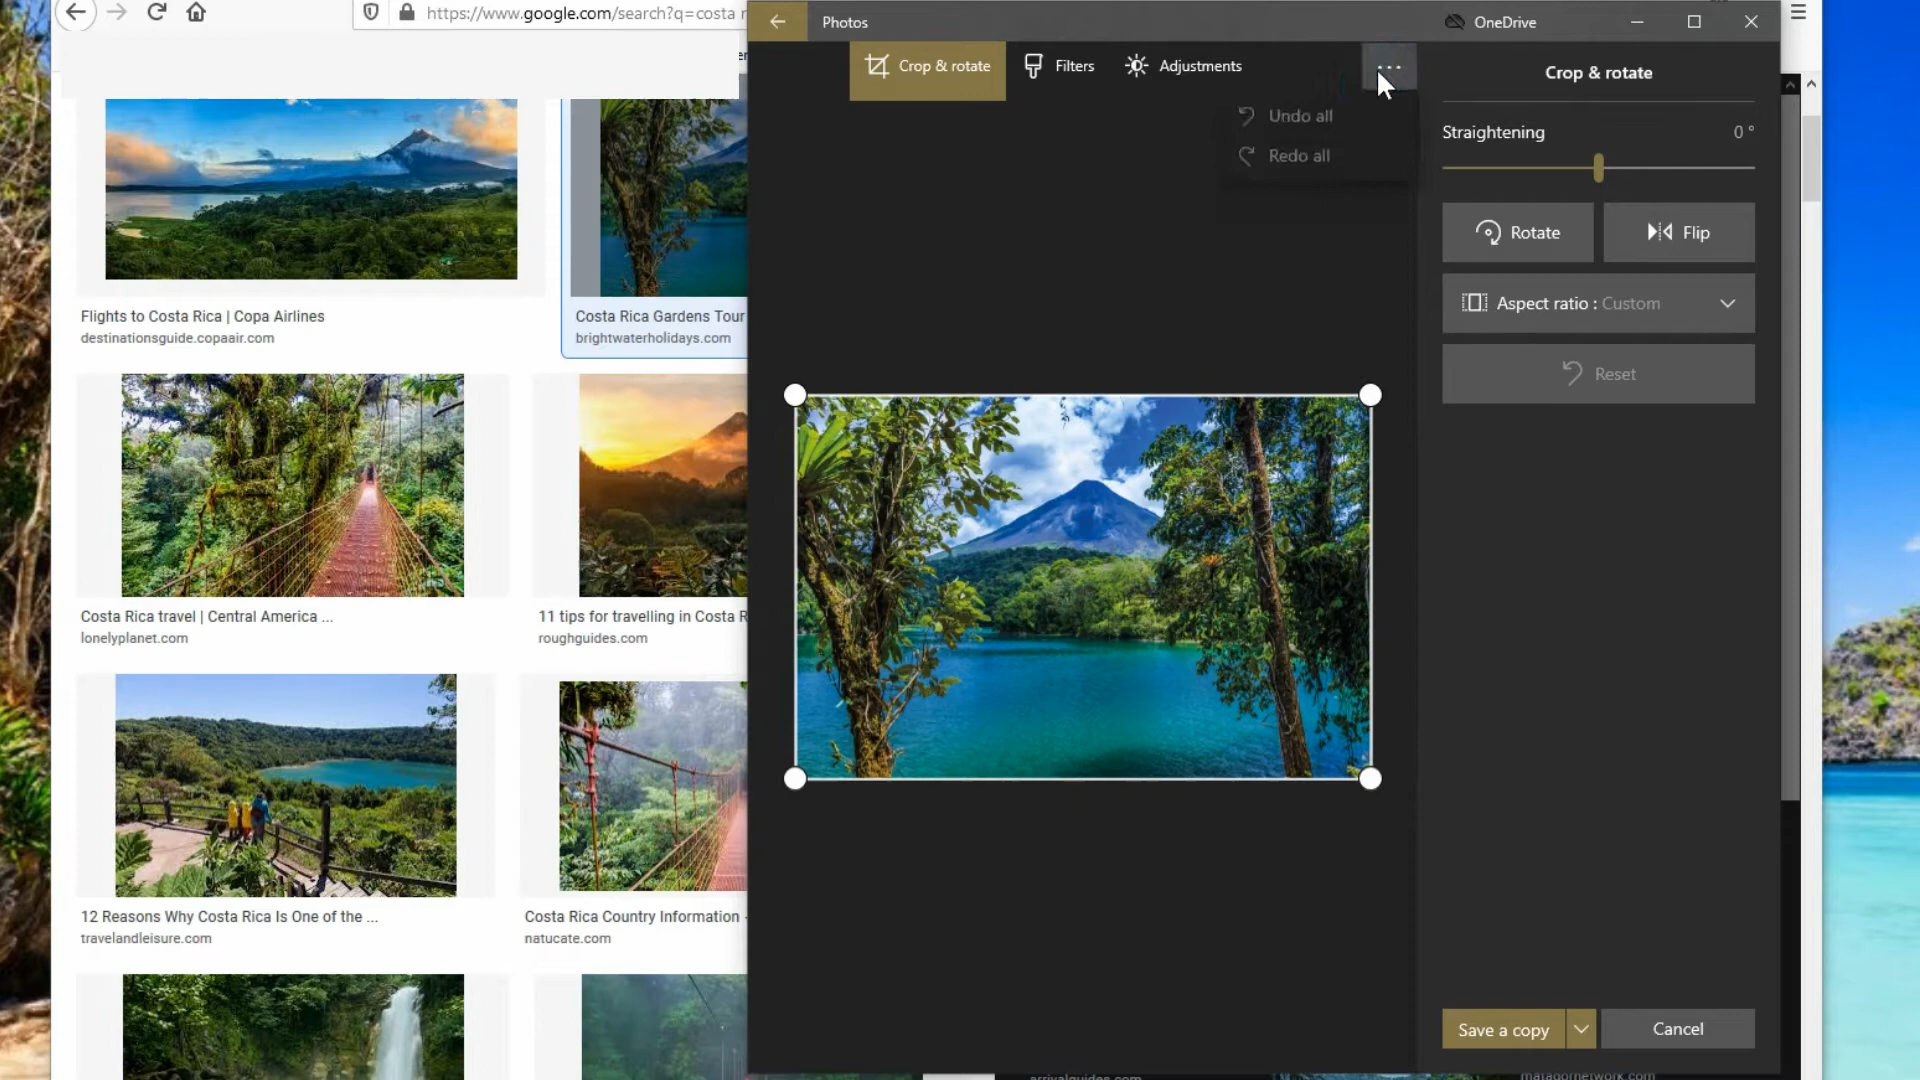 https://www.google.com/search?q=costa r
Flights to Costa Rica | Copa Airlines
destinationsguide.copaair.com
Costa Rica Gardens Tour
brightwaterholidays.com
Costa Rica travel | Central America ...
lonelyplanet.com
11 tips for travelling in Costa R
roughguides.com
12 Reasons Why Costa Rica Is One of the ...
travelandleisure.com
Costa Rica Country Information -
natucate.com
Photos
OneDrive
Crop & rotate
Filters
Adjustments
...
Undo all
Redo all
Crop & rotate
Straightening 0 °
Rotate
Flip
Aspect ratio : Custom
Reset
Save a copy
Cancel
arrivalguides.com
matadornetwork.com